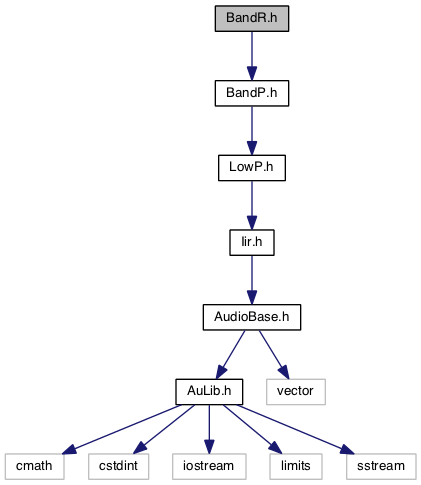 BandR.h
BandP.h
LowP.h
Iir.h
AudioBase.h
AuLib.h
vector
cmath
cstdint
iostream
limits
sstream